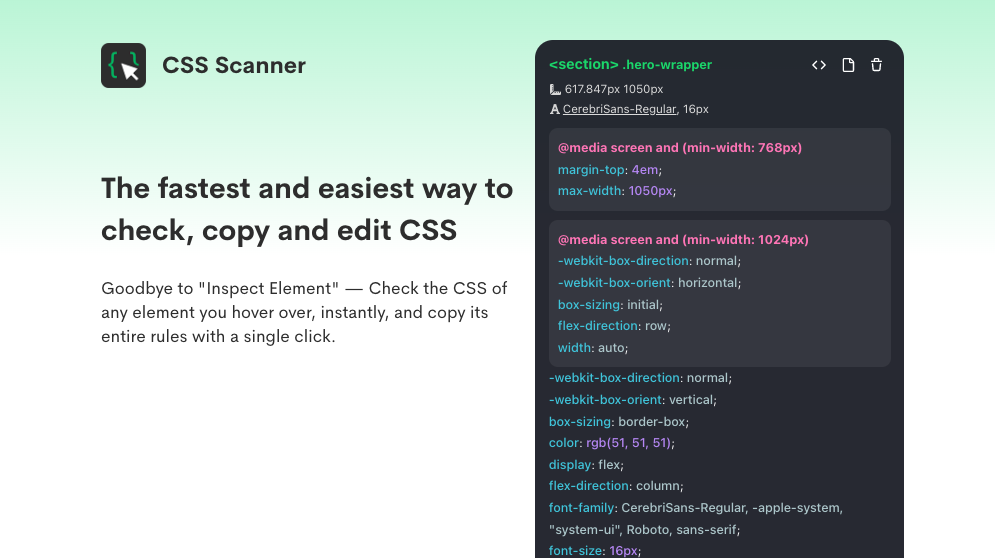 CSS Scanner
The fastest and easiest way to
check, copy and edit CSS
Goodbye to "Inspect Element" — Check the CSS of
any element you hover over, instantly, and copy its
entire rules with a single click.
<section> .hero-wrapper
617.847px 1050px
A CerebriSans-Regular, 16px
@media screen and (min-width: 768px)
margin-top: 4em;
max-width: 1050px;
@media screen and (min-width: 1024px)
-webkit-box-direction: normal;
-webkit-box-orient: horizontal;
box-sizing: initial;
flex-direction: row;
width: auto;
-webkit-box-direction: normal;
-webkit-box-orient: vertical;
box-sizing: border-box;
color: rgb(51, 51, 51);
display: flex;
flex-direction: column;
font-family: CerebriSans-Regular, -apple-system,
"system-ui", Roboto, sans-serif;
font-size: 16px;